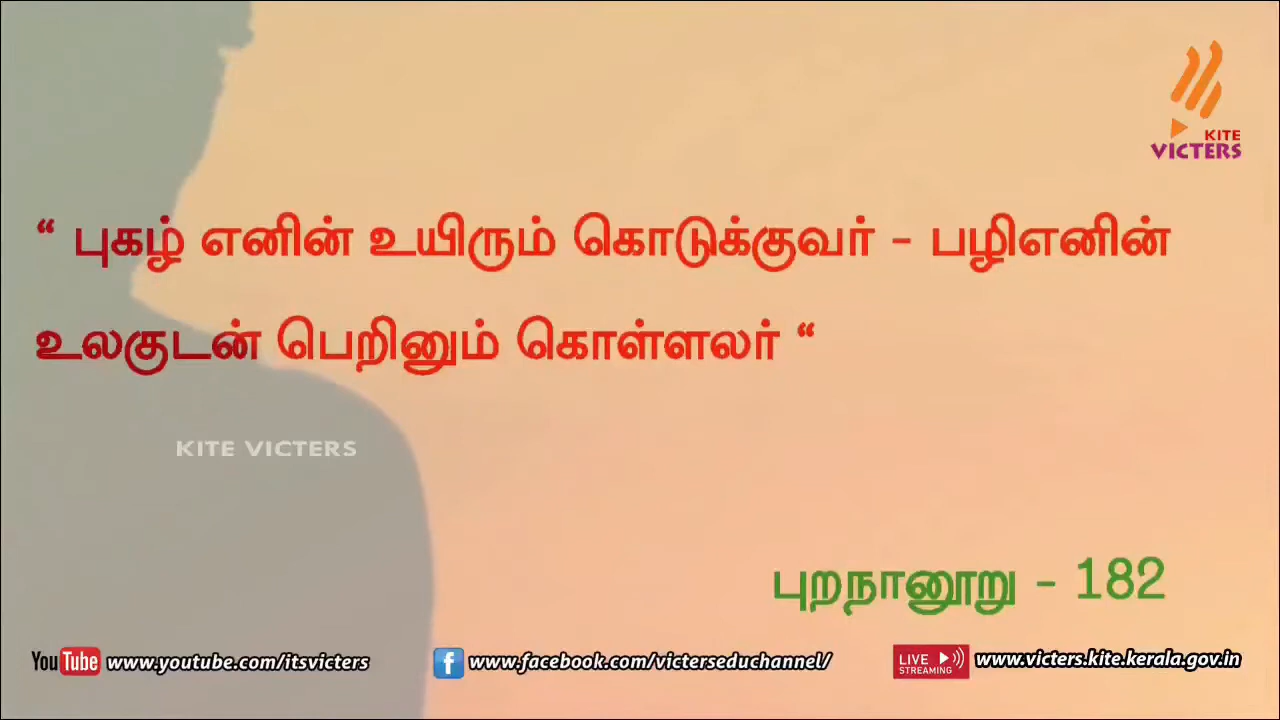 KITE
VICTERS
“ புகழ் எனின் உயிரும் கொடுக்குவர் - பழிஎனின்
உலகுடன் பெறினும் கொள்ளலர் “
KITE VICTERS
புறநானூறு - 182
YouTube www.youtube.com/itsvicters
f www.facebook.com/victerseduchannel/
LIVE STREAMING www.victers.kite.kerala.gov.in